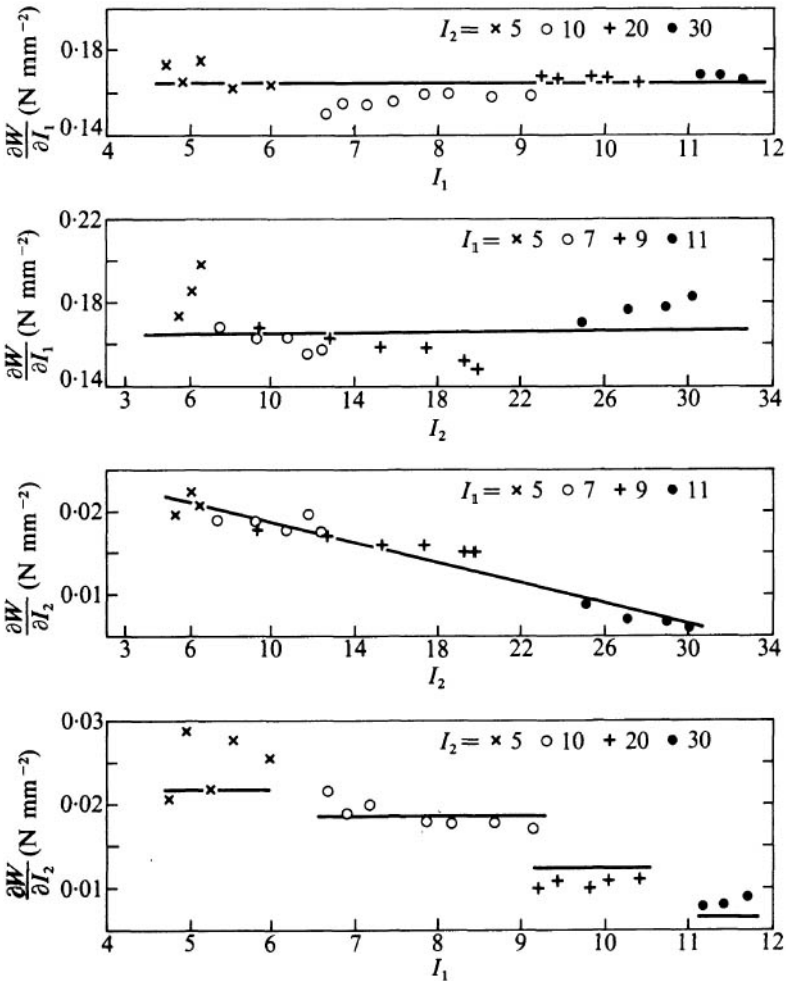 I₂ = × 5 ○ 10 + 20 ● 30
0·18
0·14
∂W/∂I₁ (N mm⁻²)
4 5 6 7 8 9 10 11 12
I₁
0·22
I₁ = × 5 ○ 7 + 9 ● 11
0·18
0·14
∂W/∂I₁ (N mm⁻²)
3 6 10 14 18 22 26 30 34
I₂
I₁ = × 5 ○ 7 + 9 ● 11
0·02
0·01
∂W/∂I₂ (N mm⁻²)
3 6 10 14 18 22 26 30 34
I₂
0·03
I₂ = × 5 ○ 10 + 20 ● 30
0·02
0·01
∂W/∂I₂ (N mm⁻²)
4 5 6 7 8 9 10 11 12
I₁